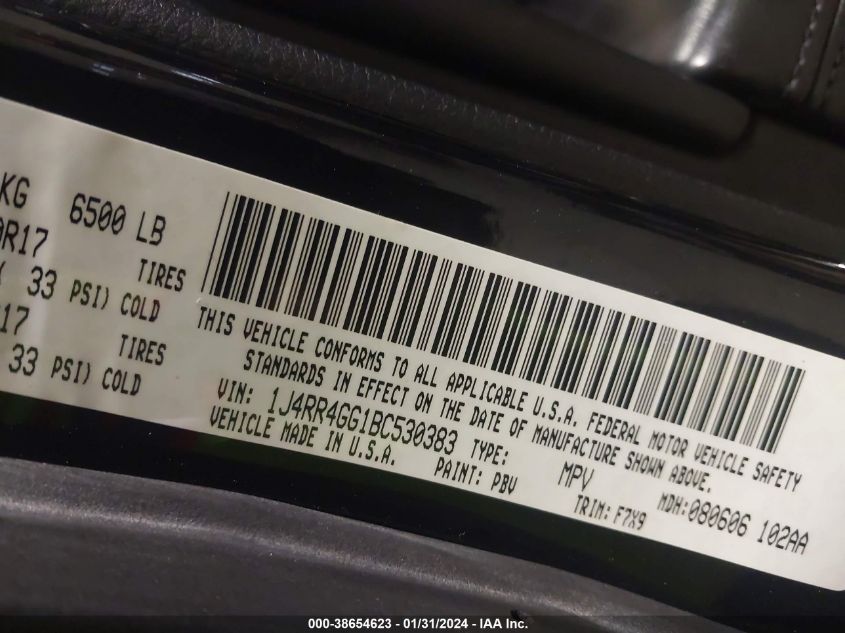 KG 6500 LB
R17 TIRES
33 PSI) COLD
17 TIRES
33 PSI) COLD
THIS VEHICLE CONFORMS TO ALL APPLICABLE U.S.A. FEDERAL MOTOR VEHICLE SAFETY
STANDARDS IN EFFECT ON THE DATE OF MANUFACTURE SHOWN ABOVE.
VIN: 1J4RR4GG1BC530383 TYPE: MPV MDH:080606 102AA
VEHICLE MADE IN U.S.A. PAINT: PBV TRIM: F7X9
000-38654623 - 01/31/2024 - IAA Inc.